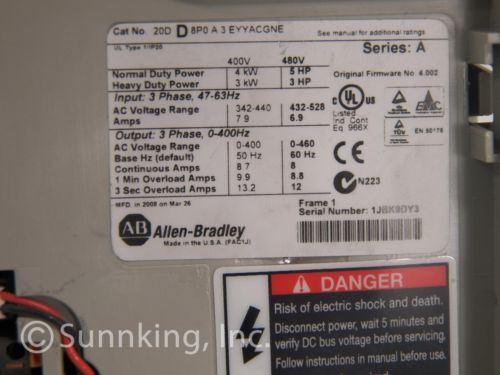 Cat No. 20D D 8P0 A 3 EYYACGNE
See manual for additional ratings
UL Type 1/IP20
Series: A
400V 480V
Normal Duty Power 4 kW 5 HP
Heavy Duty Power 3 kW 3 HP
Original Firmware No. 4.002
Input: 3 Phase, 47-63Hz
AC Voltage Range 342-440 432-528
Amps 7.9 6.9
Output: 3 Phase, 0-400Hz
AC Voltage Range 0-400 0-460
Base Hz (default) 50 Hz 60 Hz
Continuous Amps 8.7 8
1 Min Overload Amps 9.9 8.8
3 Sec Overload Amps 13.2 12
C UL US
Listed
Ind Cont
Eq 966X
TÜV
EMC
EN 50178
CE
N223
MFD. in 2008 on Mar 26
Frame 1
Serial Number: 1JBK9DY3
AB Allen-Bradley
Made in the U.S.A. (FAC1J)
DANGER
Risk of electric shock and death.
Disconnect power, wait 5 minutes and
verify DC bus voltage before servicing.
Follow instructions in manual before use.
© Sunnking, Inc.